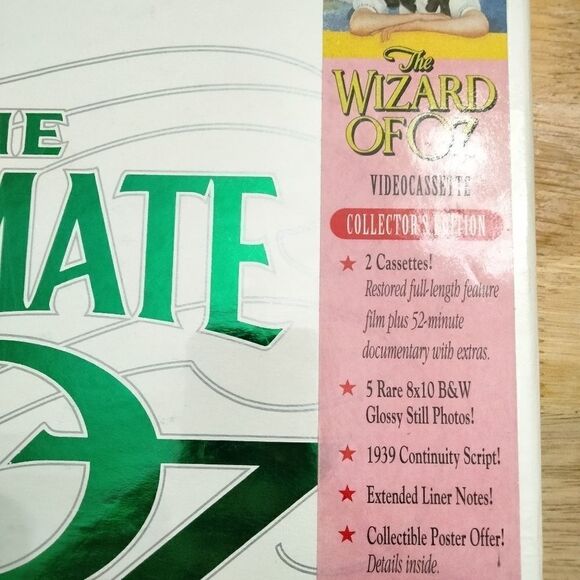 HE
MATE
OZ
The
WIZARD
OF OZ
VIDEOCASSETTE
COLLECTOR'S EDITION
★ 2 Cassettes!
Restored full-length feature
film plus 52-minute
documentary with extras.
★ 5 Rare 8x10 B&W
Glossy Still Photos!
★ 1939 Continuity Script!
★ Extended Liner Notes!
★ Collectible Poster Offer!
Details inside.